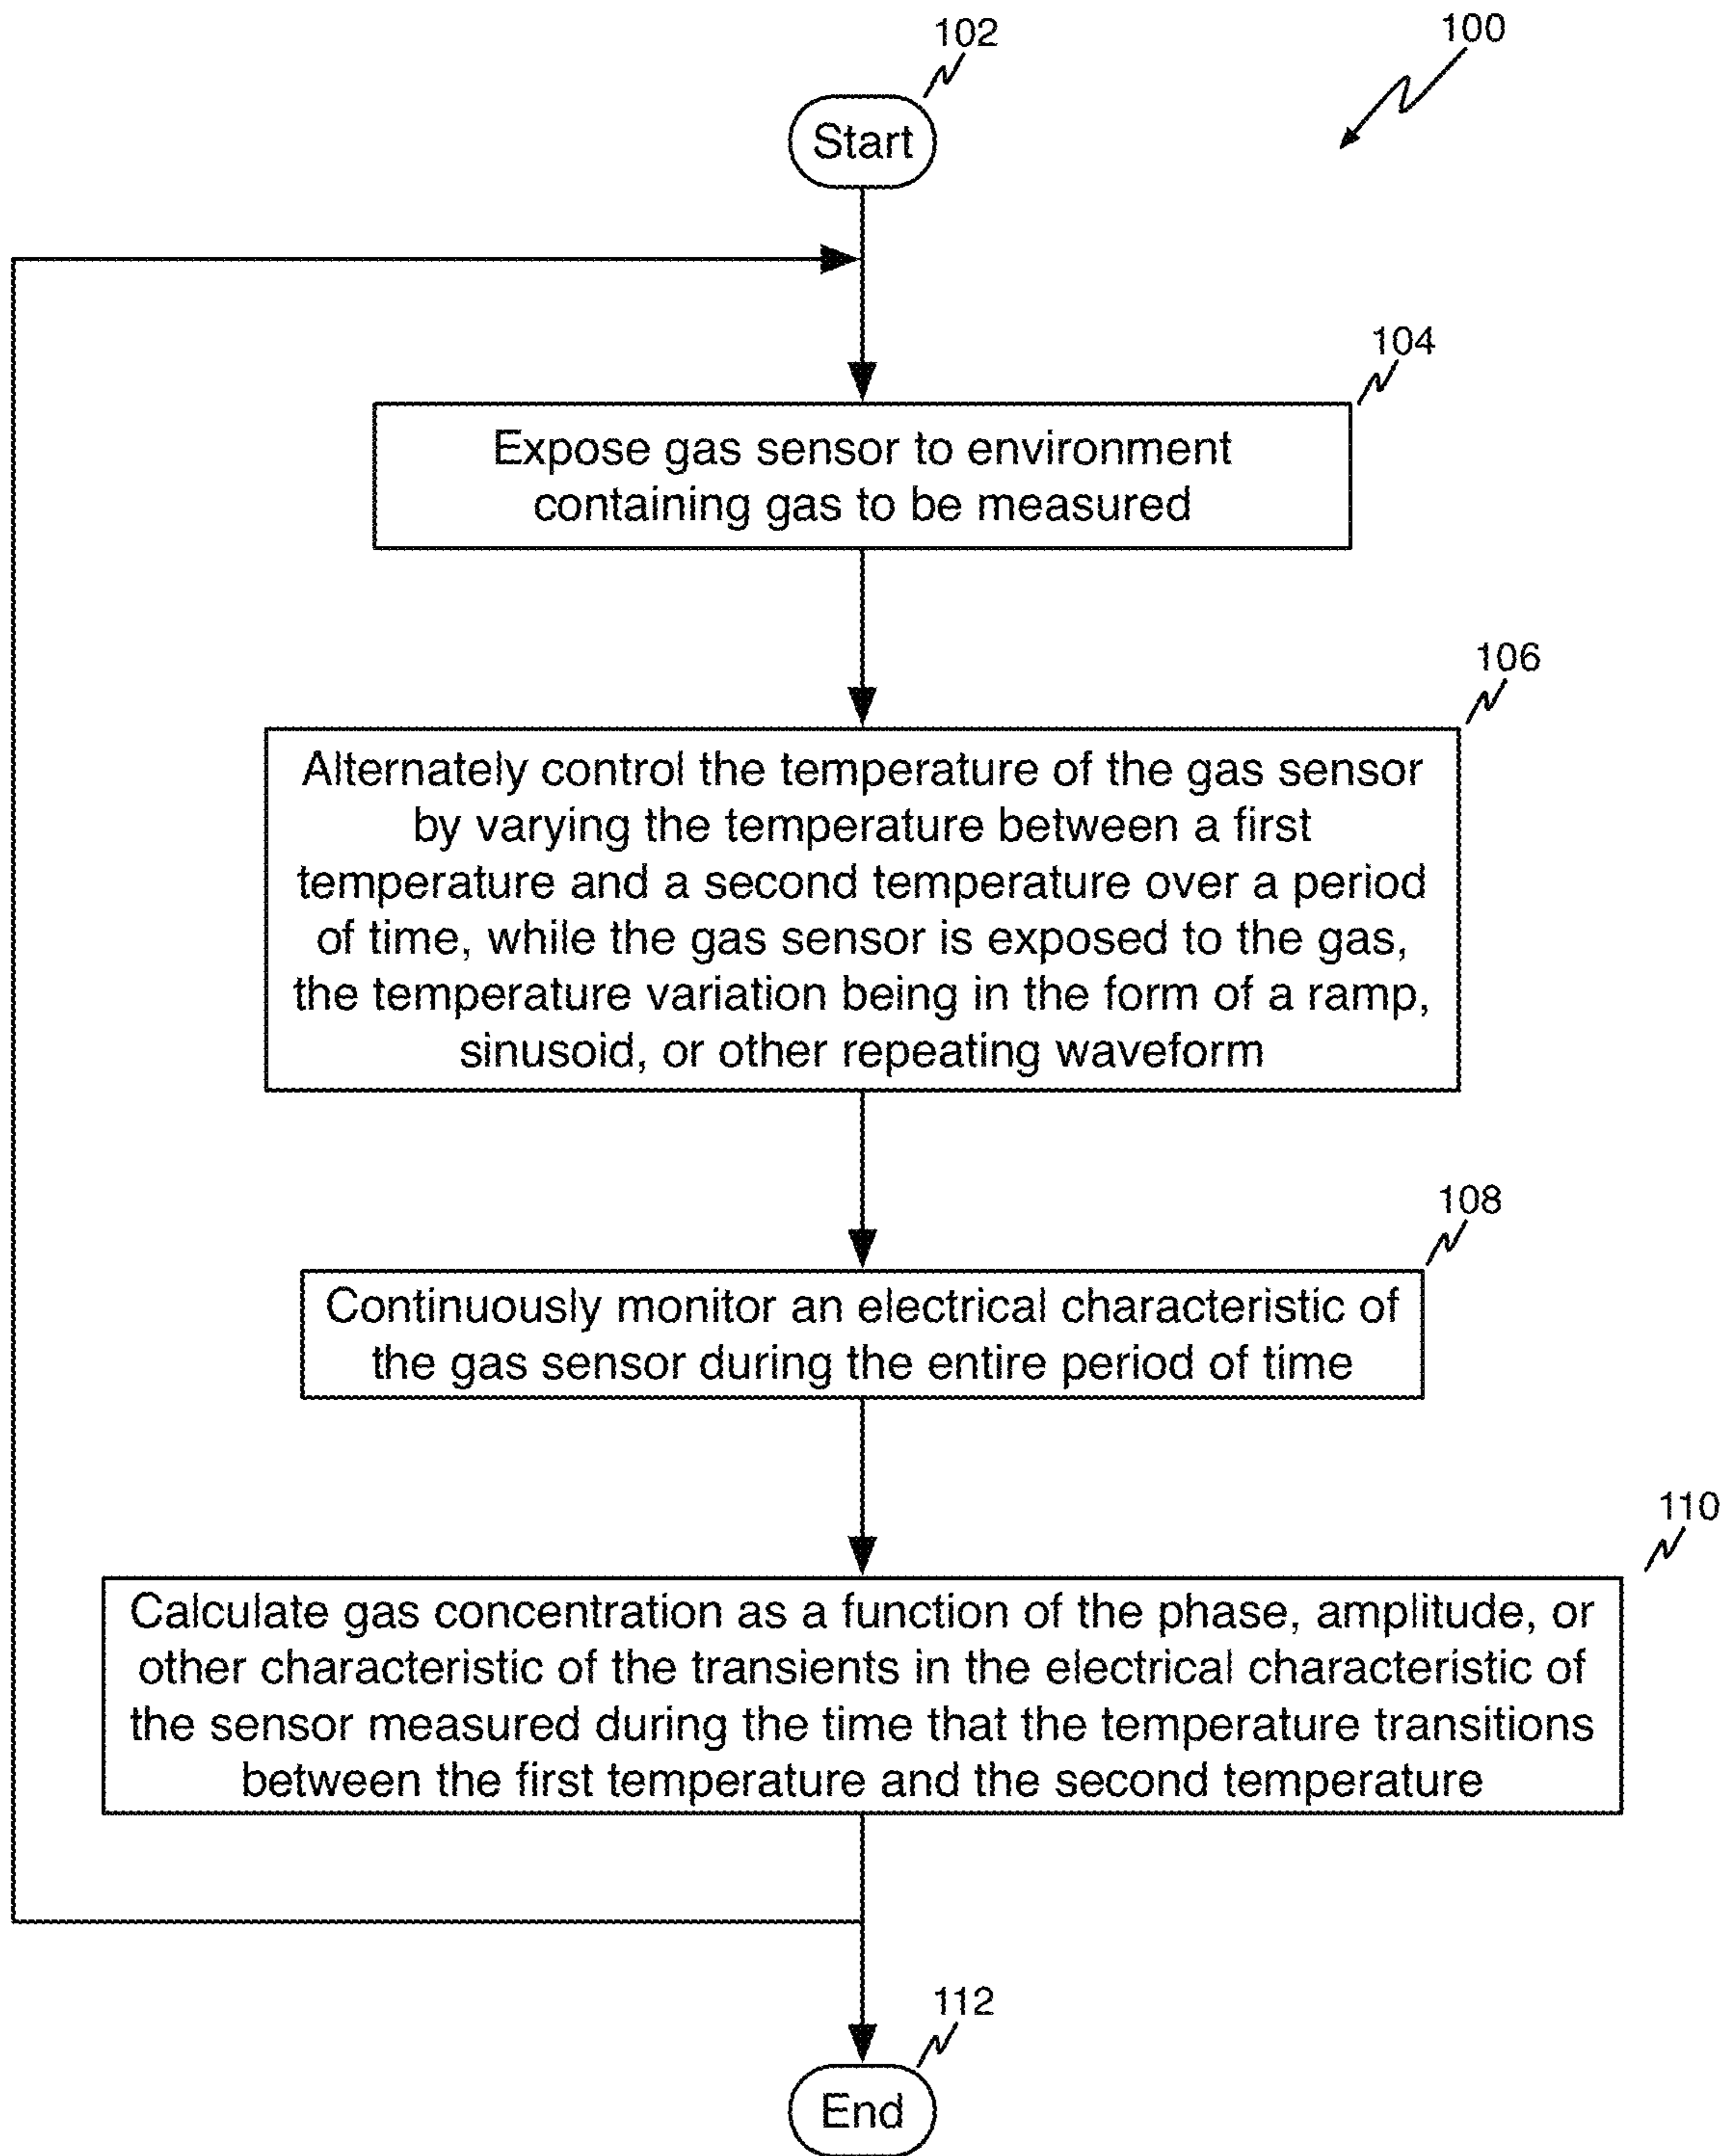 102
100
Start
104
Expose gas sensor to environment
containing gas to be measured
106
Alternately control the temperature of the gas sensor
by varying the temperature between a first
temperature and a second temperature over a period
of time, while the gas sensor is exposed to the gas,
the temperature variation being in the form of a ramp,
sinusoid, or other repeating waveform
108
Continuously monitor an electrical characteristic of
the gas sensor during the entire period of time
110
Calculate gas concentration as a function of the phase, amplitude, or
other characteristic of the transients in the electrical characteristic of
the sensor measured during the time that the temperature transitions
between the first temperature and the second temperature
112
End